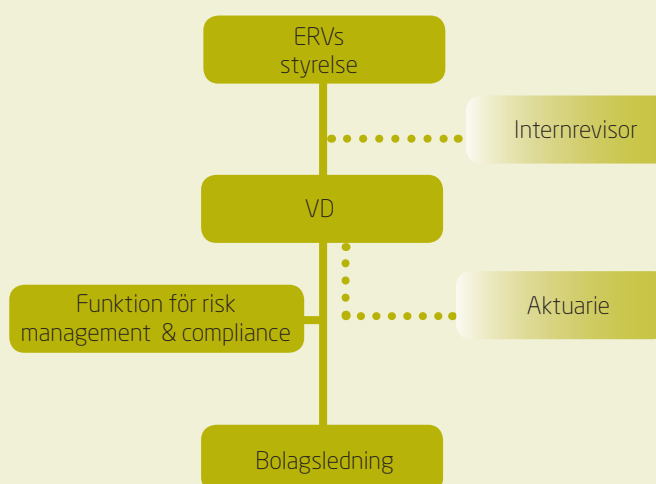 ERVs
styrelse
Internrevisor
VD
Funktion för risk
management & compliance
Aktuarie
Bolagsledning